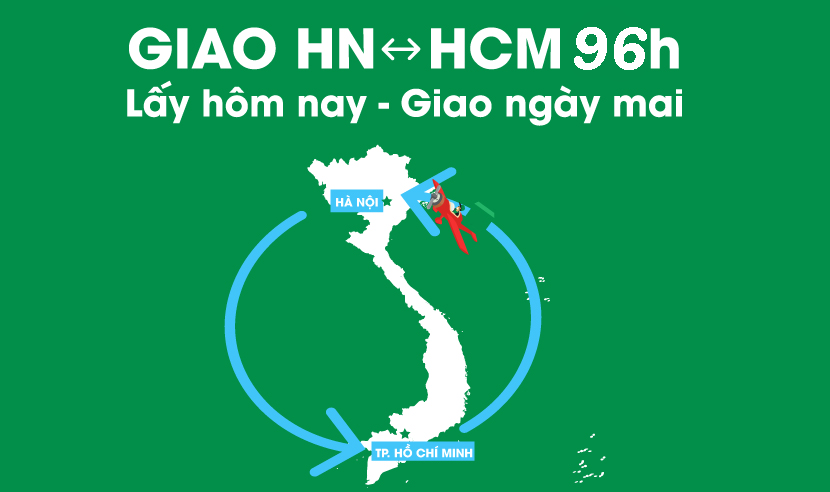 GIAO HN↔HCM 96h
Lấy hôm nay - Giao ngày mai
HÀ NỘI
TP. HỒ CHÍ MINH